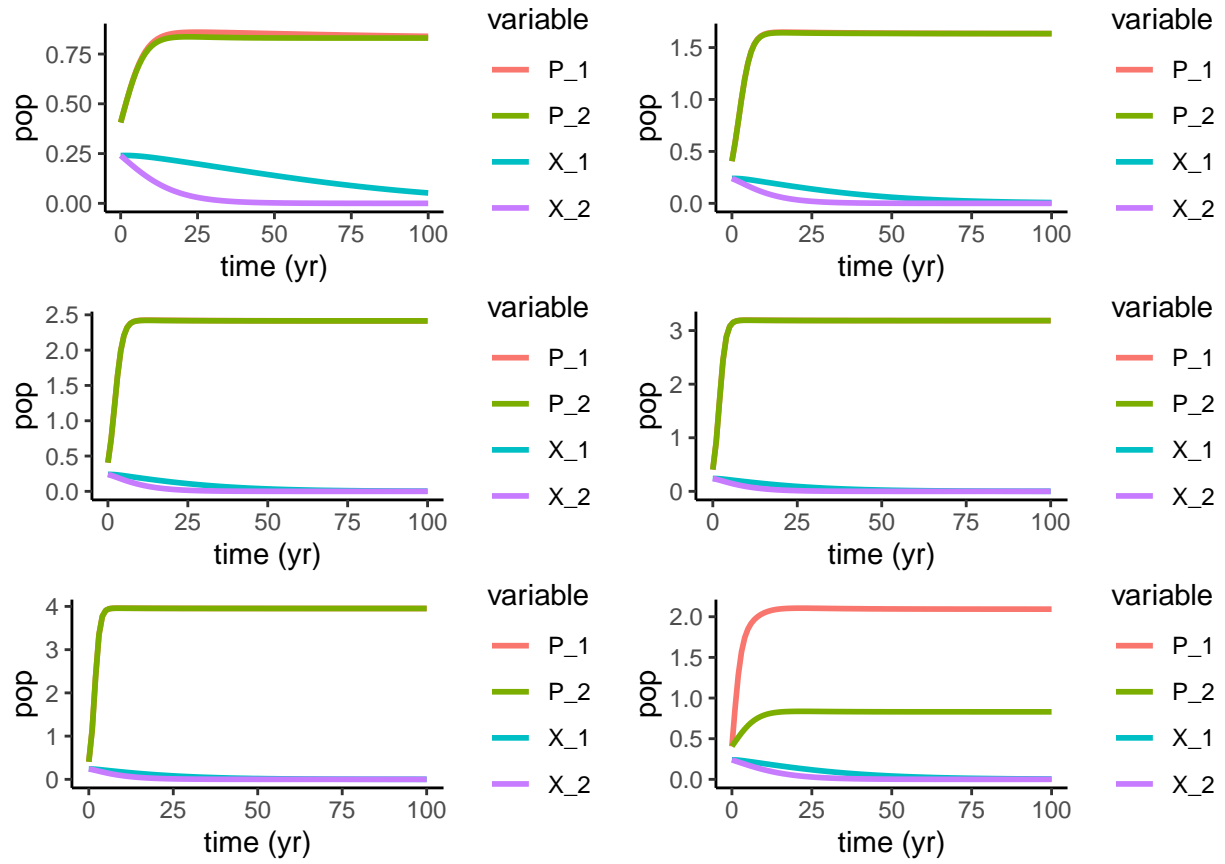 variable
pop
0.75
0.50
0.25
0.00
P_1
P_2
X_1
X_2
0 25 50 75 100
time (yr)
variable
pop
1.5
1.0
0.5
0.0
P_1
P_2
X_1
X_2
0 25 50 75 100
time (yr)
variable
pop
2.5
2.0
1.5
1.0
0.5
0.0
P_1
P_2
X_1
X_2
0 25 50 75 100
time (yr)
variable
pop
3
2
1
0
P_1
P_2
X_1
X_2
0 25 50 75 100
time (yr)
variable
pop
4
3
2
1
0
P_1
P_2
X_1
X_2
0 25 50 75 100
time (yr)
variable
pop
2.0
1.5
1.0
0.5
0.0
P_1
P_2
X_1
X_2
0 25 50 75 100
time (yr)